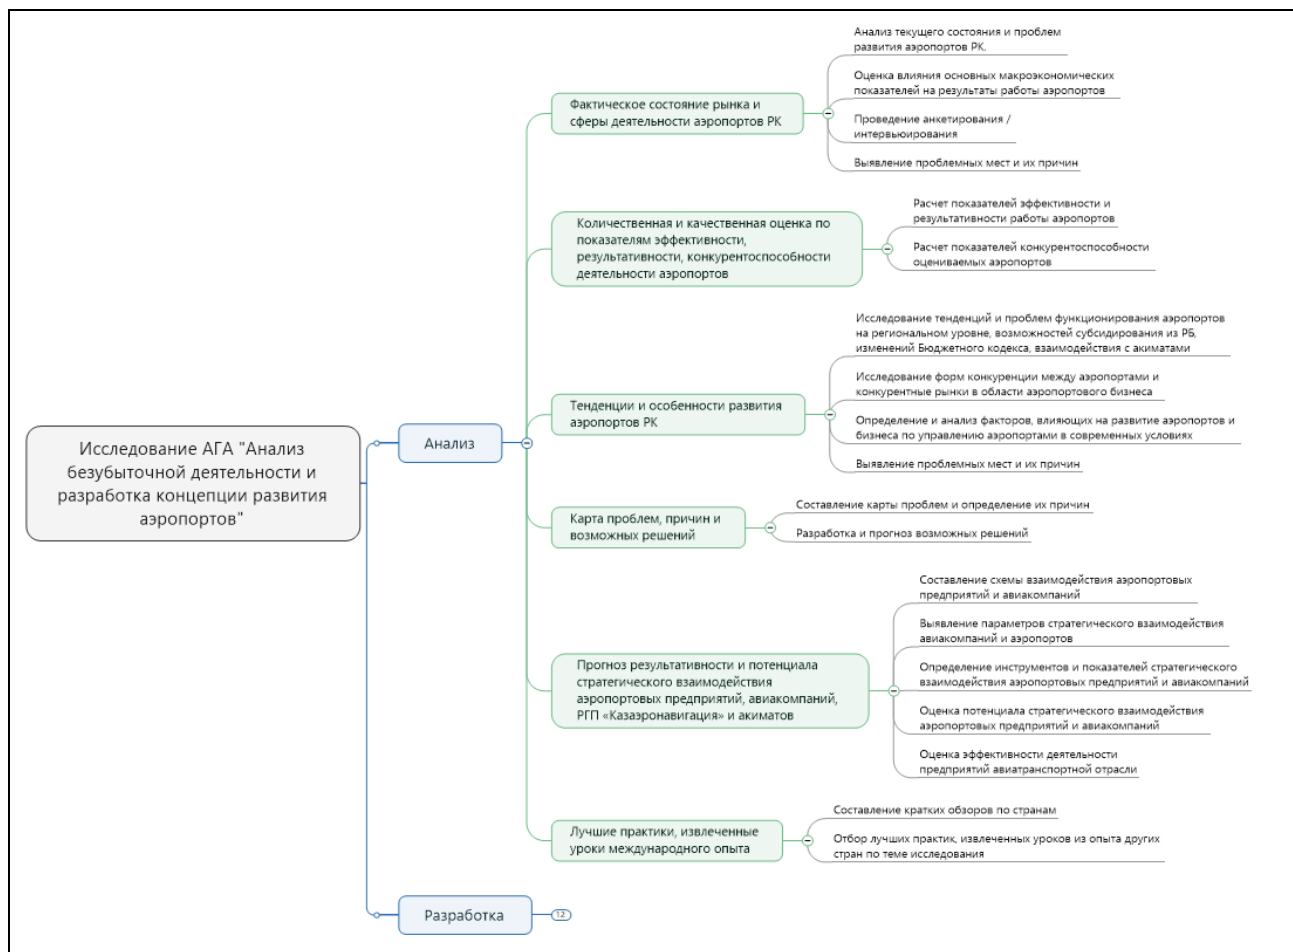 Исследование АГА "Анализ
безубыточной деятельности и
разработка концепции развития
аэропортов"
Анализ
Фактическое состояние рынка и
сферы деятельности аэропортов РК
Анализ текущего состояния и проблем
развития аэропортов РК.
Оценка влияния основных макроэкономических
показателей на результаты работы аэропортов
Проведение анкетирования /
интервьюирования
Выявление проблемных мест и их причин
Количественная и качественная оценка по
показателям эффективности,
результативности, конкурентоспособности
деятельности аэропортов
Расчет показателей эффективности и
результативности работы аэропортов
Расчет показателей конкурентоспособности
оцениваемых аэропортов
Тенденции и особенности развития
аэропортов РК
Исследование тенденций и проблем функционирования аэропортов
на региональном уровне, возможностей субсидирования из РБ,
изменений Бюджетного кодекса, взаимодействия с акиматами
Исследование форм конкуренции между аэропортами и
конкурентные рынки в области аэропортового бизнеса
Определение и анализ факторов, влияющих на развитие аэропортов и
бизнеса по управлению аэропортами в современных условиях
Выявление проблемных мест и их причин
Карта проблем, причин и
возможных решений
Составление карты проблем и определение их причин
Разработка и прогноз возможных решений
Прогноз результативности и потенциала
стратегического взаимодействия
аэропортовых предприятий, авиакомпаний,
РГП «Казаэронавигация» и акиматов
Составление схемы взаимодействия аэропортовых
предприятий и авиакомпаний
Выявление параметров стратегического взаимодействия
авиакомпаний и аэропортов
Определение инструментов и показателей стратегического
взаимодействия аэропортовых предприятий и авиакомпаний
Оценка потенциала стратегического взаимодействия
аэропортовых предприятий и авиакомпаний
Оценка эффективности деятельности
предприятий авиатранспортной отрасли
Лучшие практики, извлеченные
уроки международного опыта
Составление кратких обзоров по странам
Отбор лучших практик, извлеченных уроков из опыта других
стран по теме исследования
Разработка
12